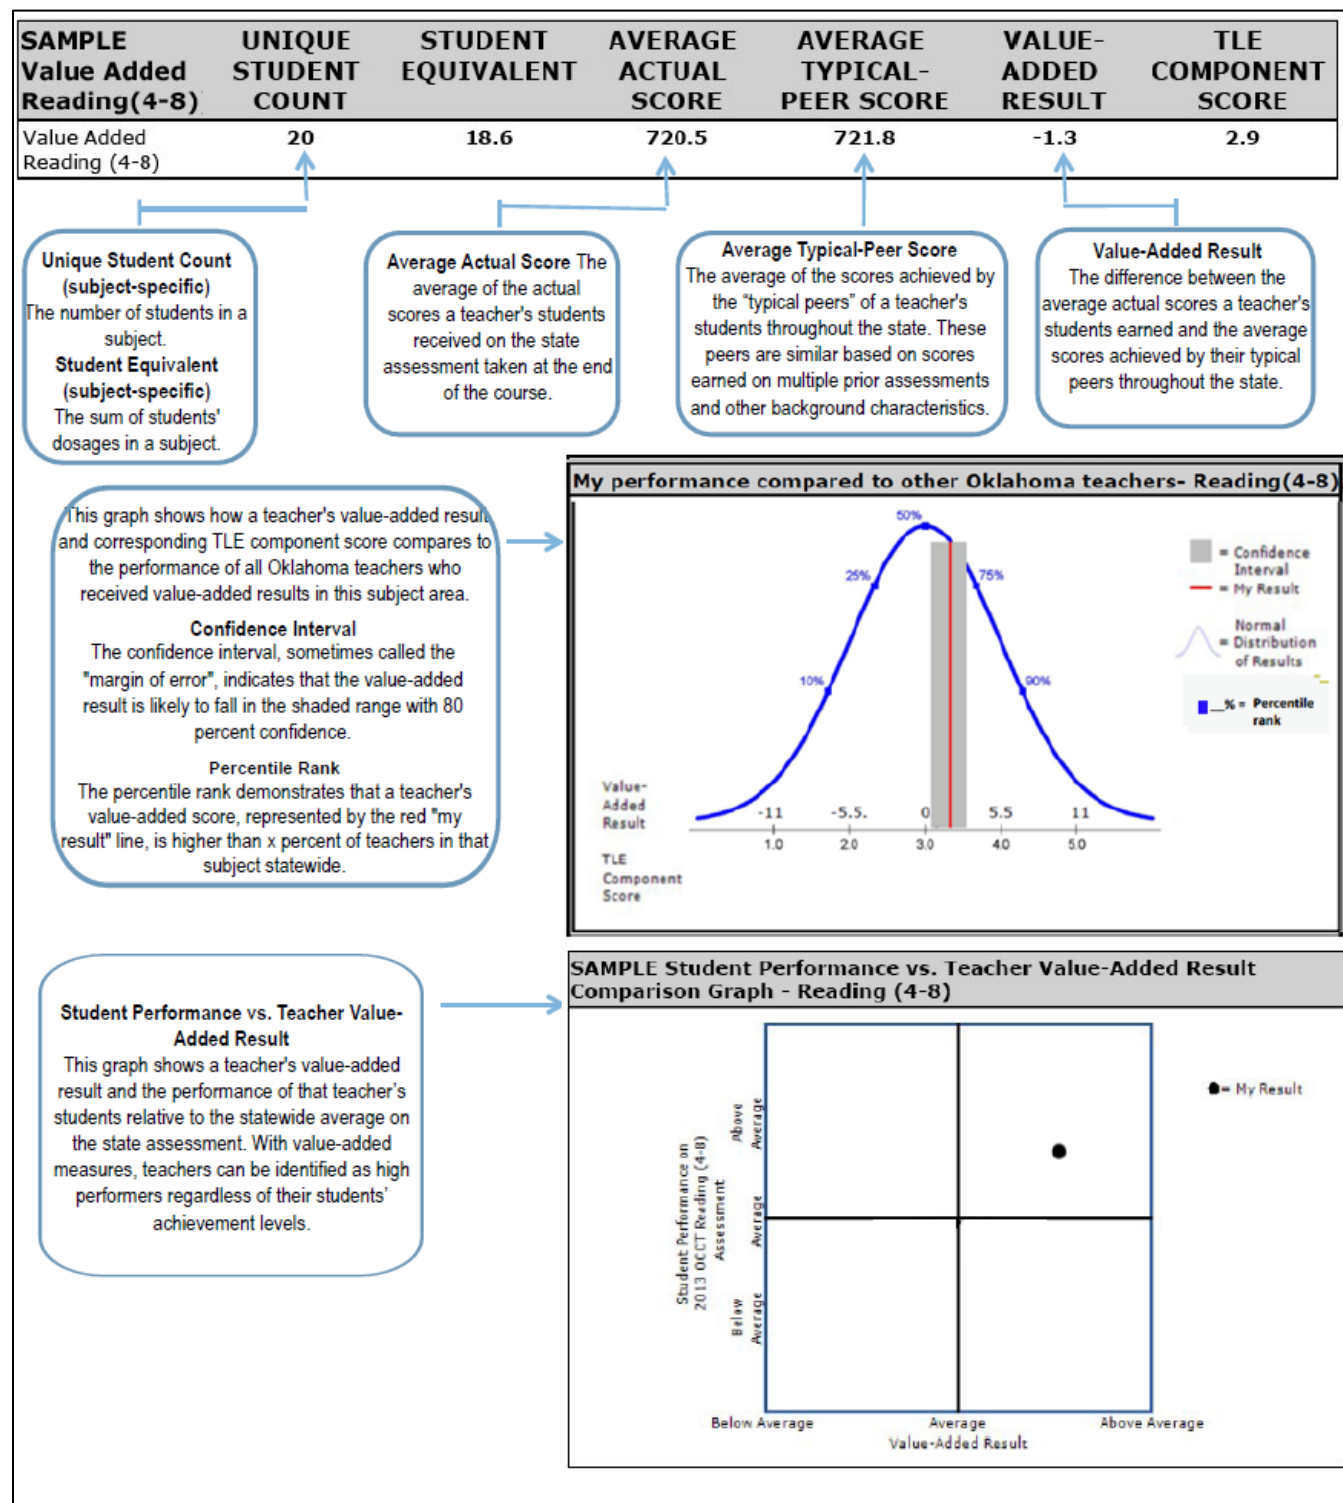 SAMPLE
Value Added
Reading(4-8)
UNIQUE
STUDENT
COUNT
STUDENT
EQUIVALENT
AVERAGE
ACTUAL
SCORE
AVERAGE
TYPICAL-
PEER SCORE
VALUE-
ADDED
RESULT
TLE
COMPONENT
SCORE
Value Added
Reading (4-8)
20
18.6
720.5
721.8
-1.3
2.9
Unique Student Count
(subject-specific)
The number of students in a
subject.
Student Equivalent
(subject-specific)
The sum of students'
dosages in a subject.
Average Actual Score The
average of the actual
scores a teacher's students
received on the state
assessment taken at the end
of the course.
Average Typical-Peer Score
The average of the scores achieved by
the “typical peers” of a teacher's
students throughout the state. These
peers are similar based on scores
earned on multiple prior assessments
and other background characteristics.
Value-Added Result
The difference between the
average actual scores a teacher's
students earned and the average
scores achieved by their typical
peers throughout the state.
This graph shows how a teacher's value-added result
and corresponding TLE component score compares to
the performance of all Oklahoma teachers who
received value-added results in this subject area.
Confidence Interval
The confidence interval, sometimes called the
"margin of error", indicates that the value-added
result is likely to fall in the shaded range with 80
percent confidence.
Percentile Rank
The percentile rank demonstrates that a teacher's
value-added score, represented by the red "my
result" line, is higher than x percent of teachers in that
subject statewide.
My performance compared to other Oklahoma teachers- Reading(4-8)
50%
25%
75%
10%
90%
= Confidence
Interval
= My Result
Normal
= Distribution
of Results
__% = Percentile
rank
Value-
Added
Result
-11
-5.5.
0
5.5
11
1.0
2.0
3.0
4.0
5.0
TLE
Component
Score
Student Performance vs. Teacher Value-
Added Result
This graph shows a teacher's value-added
result and the performance of that teacher’s
students relative to the statewide average on
the state assessment. With value-added
measures, teachers can be identified as high
performers regardless of their students’
achievement levels.
SAMPLE Student Performance vs. Teacher Value-Added Result
Comparison Graph - Reading (4-8)
= My Result
Student Performance on
2013 OCCT Reading (4-8)
Assessment
Above
Average
Average
Below
Average
Below Average
Average
Above Average
Value-Added Result